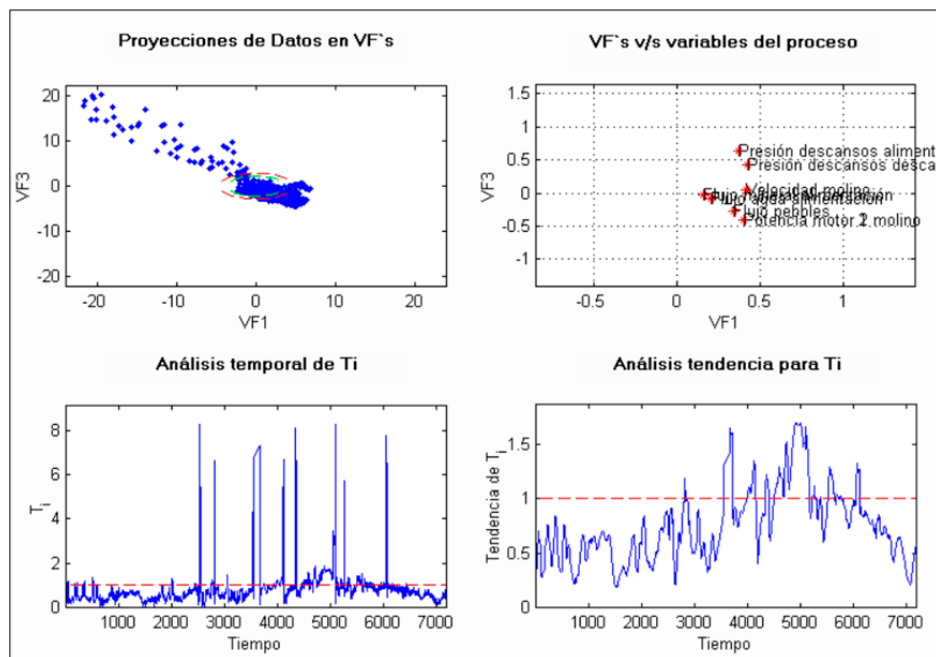 Proyecciones de Datos en VF`s
VF`s v/s variables del proceso
20
10
0
-10
-20
VF3
-20
-10
0
10
20
VF1
1.5
1
0.5
0
-0.5
-1
VF3
Presión descansos aliment
Presión descansos desca
Velocidad molino
alimentación
Flujo pebbles
Potencia motor 2 molino
-0.5
0
0.5
1
VF1
Análisis temporal de Ti
Análisis tendencia para Ti
8
6
4
2
0
Ti
1000
2000
3000
4000
5000
6000
7000
Tiempo
1.5
1
0.5
0
Tendencia de Ti
1000
2000
3000
4000
5000
6000
7000
Tiempo